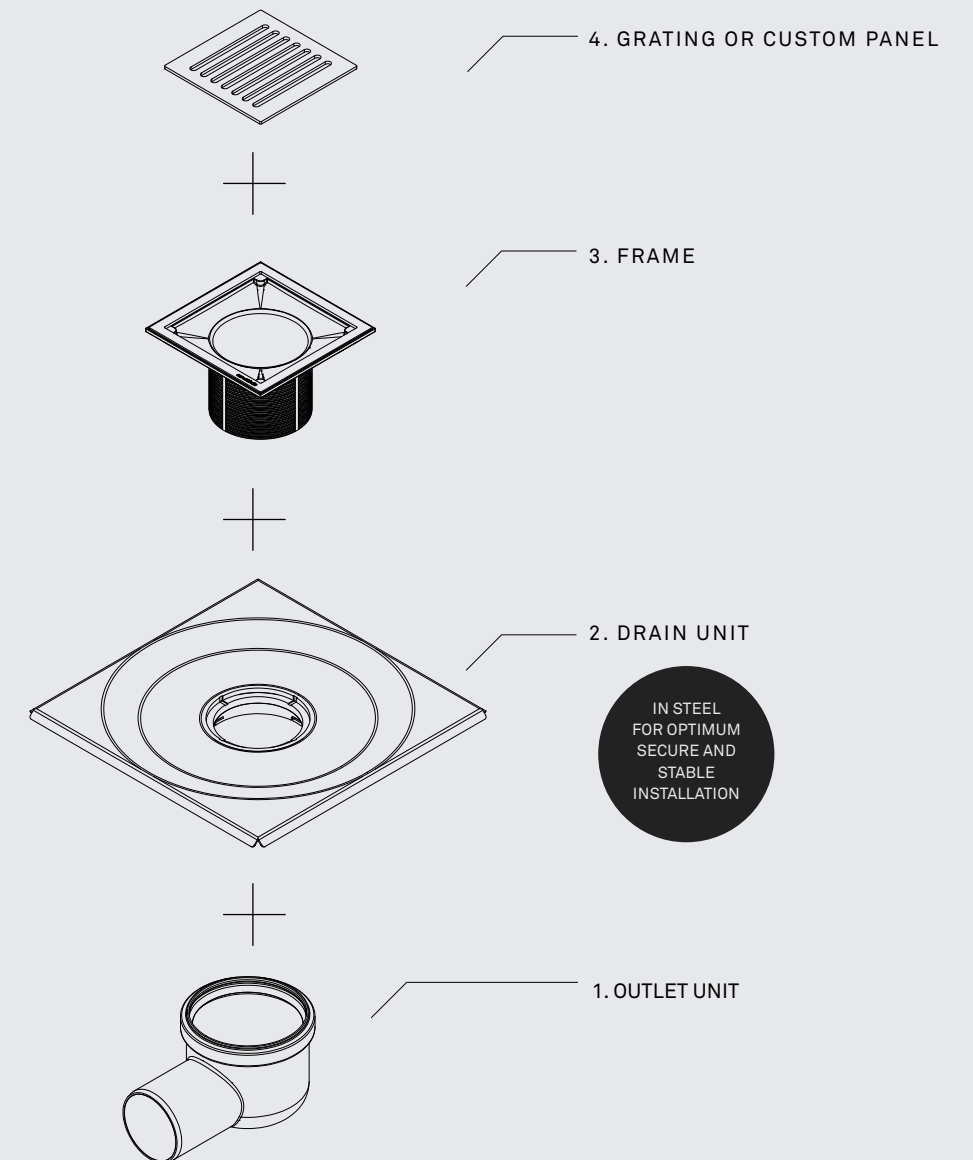 4. GRATING OR CUSTOM PANEL
3. FRAME
2. DRAIN UNIT
IN STEEL
FOR OPTIMUM
SECURE AND
STABLE
INSTALLATION
1. OUTLET UNIT